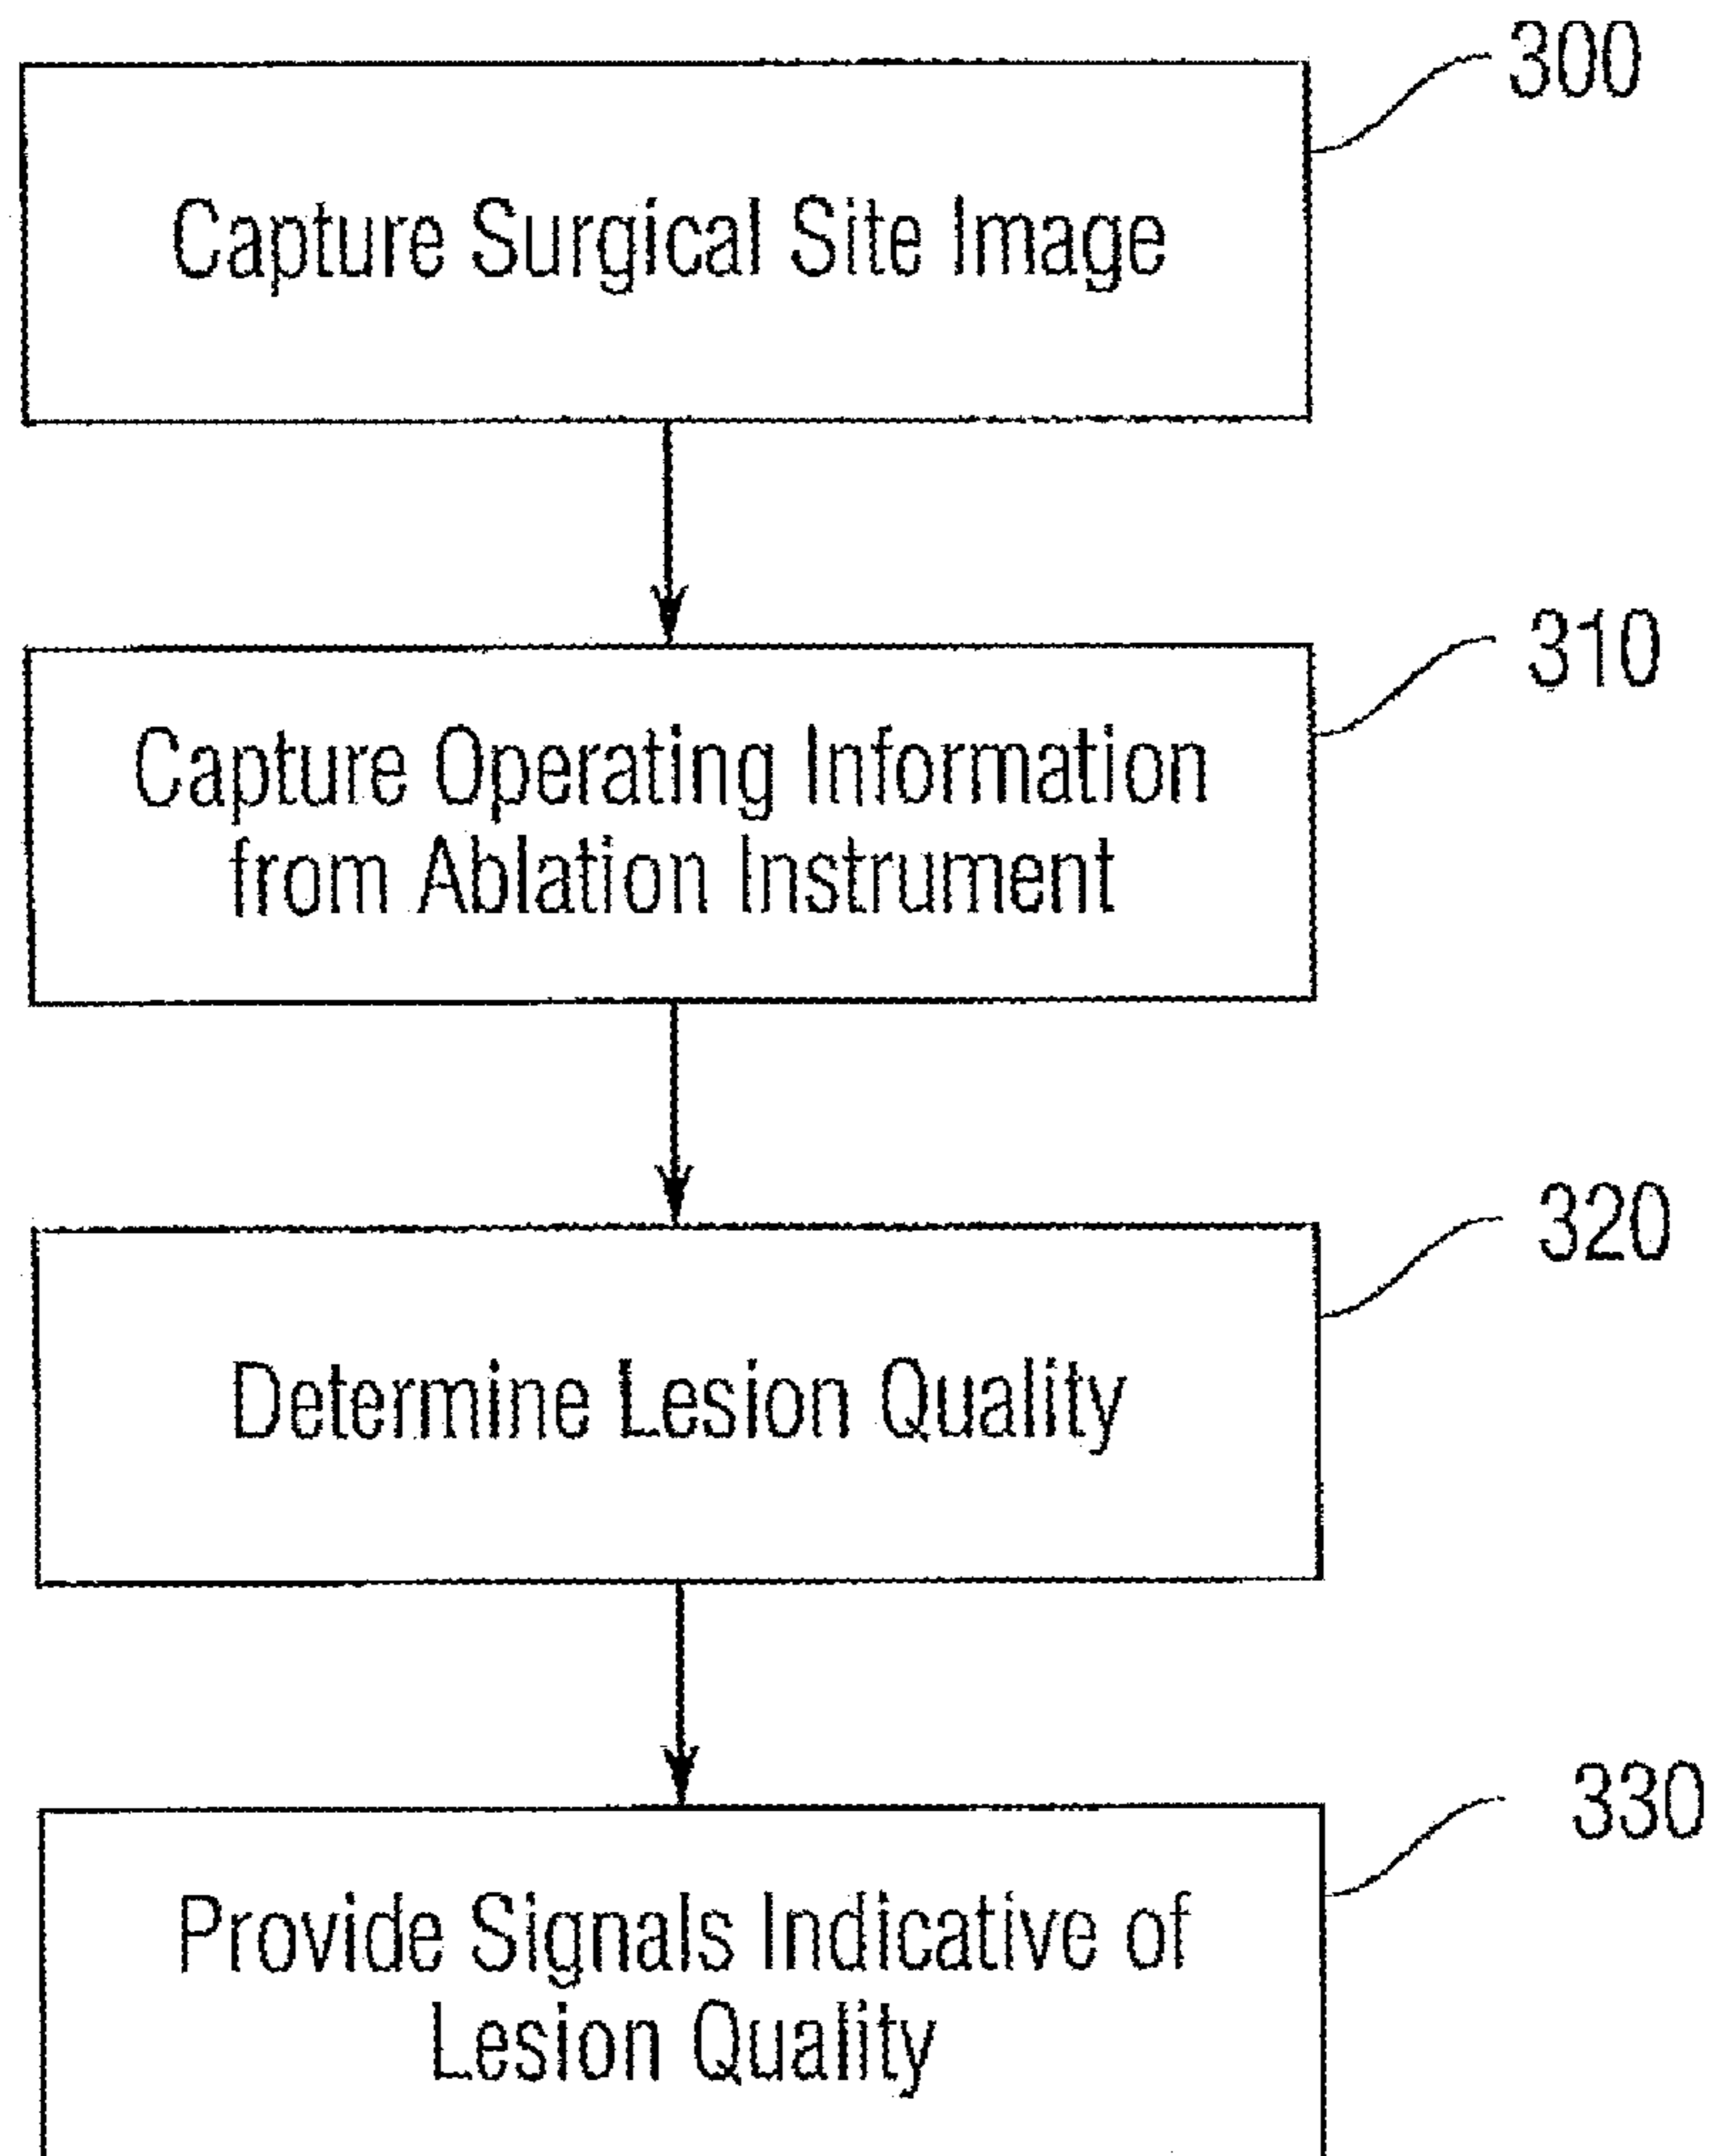 300
Capture Surgical Site Image
310
Capture Operating Information
from Ablation Instrument
320
Determine Lesion Quality
330
Provide Signals Indicative of
Lesion Quality